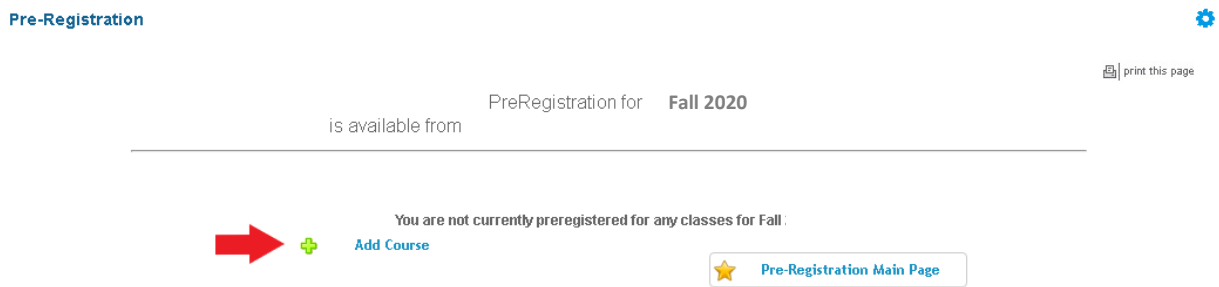 Pre-Registration
print this page
PreRegistration for Fall 2020
is available from
You are not currently preregistered for any classes for Fall
Add Course
Pre-Registration Main Page